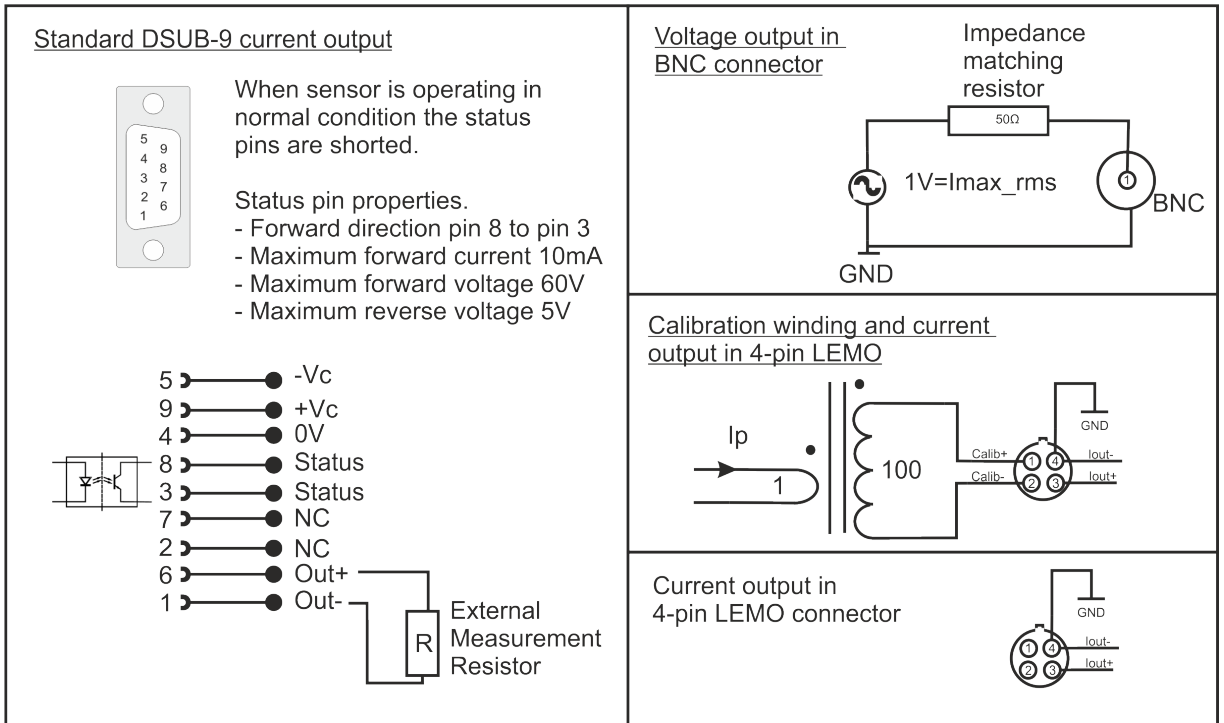 Standard DSUB-9 current output
5
4
3
2
1
9
8
7
6
When sensor is operating in
normal condition the status
pins are shorted.
Status pin properties.
- Forward direction pin 8 to pin 3
- Maximum forward current 10mA
- Maximum forward voltage 60V
- Maximum reverse voltage 5V
5 -Vc
9 +Vc
4 0V
8 Status
3 Status
7 NC
2 NC
6 Out+
1 Out-
R
External
Measurement
Resistor
Voltage output in
BNC connector
Impedance
matching
resistor
50Ω
1V=Imax_rms
1
BNC
GND
Calibration winding and current
output in 4-pin LEMO
Ip
1
100
GND
Calib+ 1 4 Iout-
Calib- 2 3 Iout+
Current output in
4-pin LEMO connector
GND
1 4 Iout-
2 3 Iout+